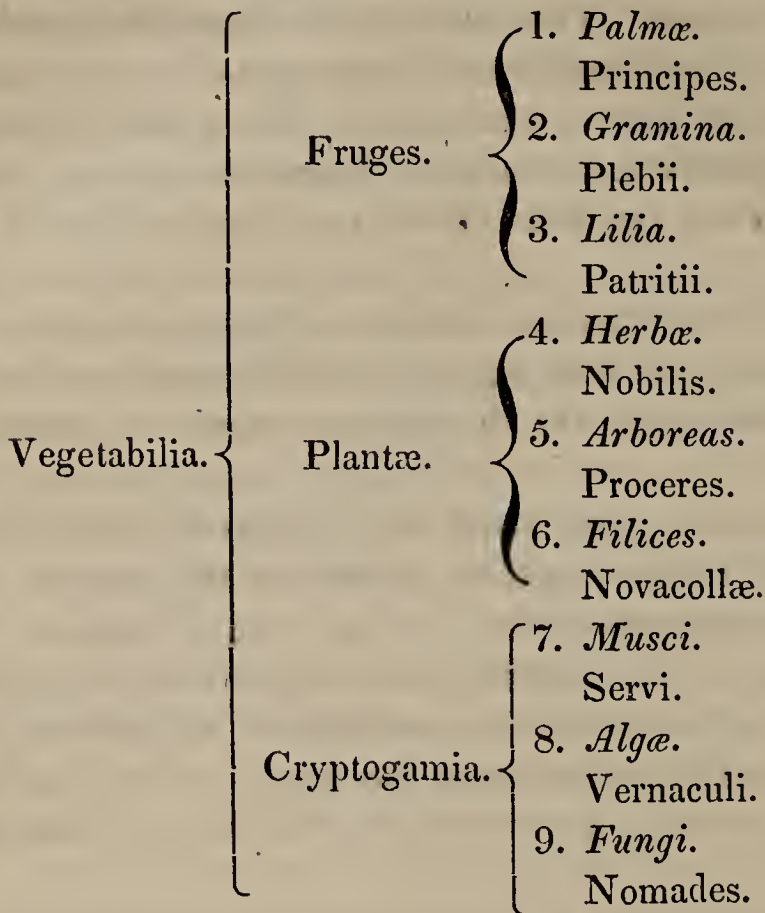 1. Palmæ.
Principes.
Fruges.
2. Gramina.
Plebii.
3. Lilia.
Patritii.
4. Herbæ.
Nobilis.
Vegetabilia.
Plantæ.
5. Arboreas.
Proceres.
6. Filices.
Novacollæ.
7. Musci.
Servi.
Cryptogamia.
8. Algæ.
Vernaculi.
9. Fungi.
Nomades.